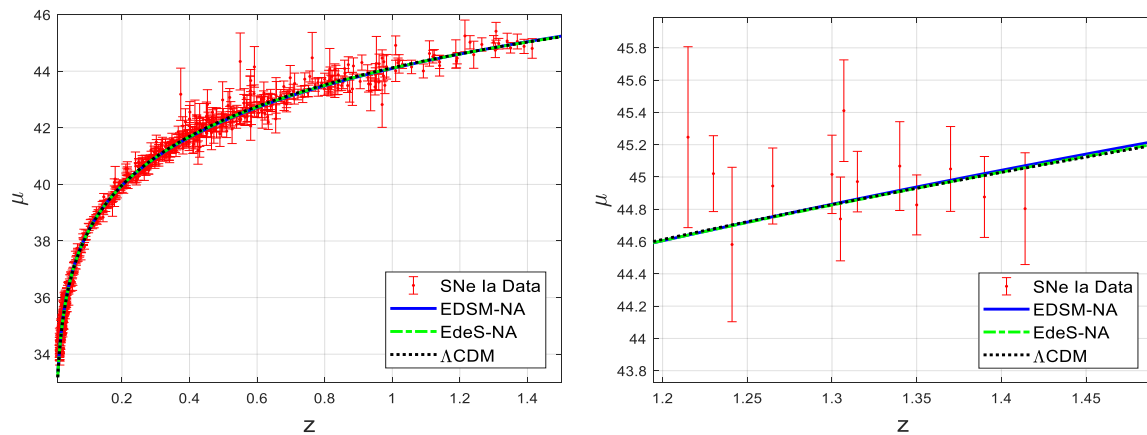 46
44
42
40
38
36
34
μ
0.2
0.4
0.6
0.8
1
1.2
1.4
z
SNe Ia Data
EDSM-NA
EdeS-NA
ΛCDM
45.8
45.6
45.4
45.2
45
44.8
44.6
44.4
44.2
44
43.8
μ
1.2
1.25
1.3
1.35
1.4
1.45
z
SNe Ia Data
EDSM-NA
EdeS-NA
ΛCDM